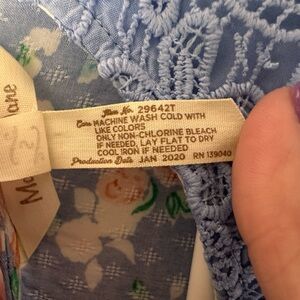 Item No. 29642T
Care MACHINE WASH COLD WITH
LIKE COLORS
ONLY NON-CHLORINE BLEACH
IF NEEDED, LAY FLAT TO DRY
COOL IRON IF NEEDED
Production Date JAN 2020 RN 139040